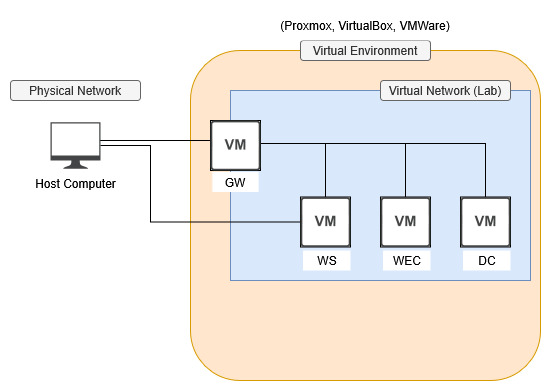 (Proxmox, VirtualBox, VMWare)
Virtual Environment
Physical Network
Virtual Network (Lab)
VM
Host Computer
GW
VM
VM
VM
WS
WEC
DC